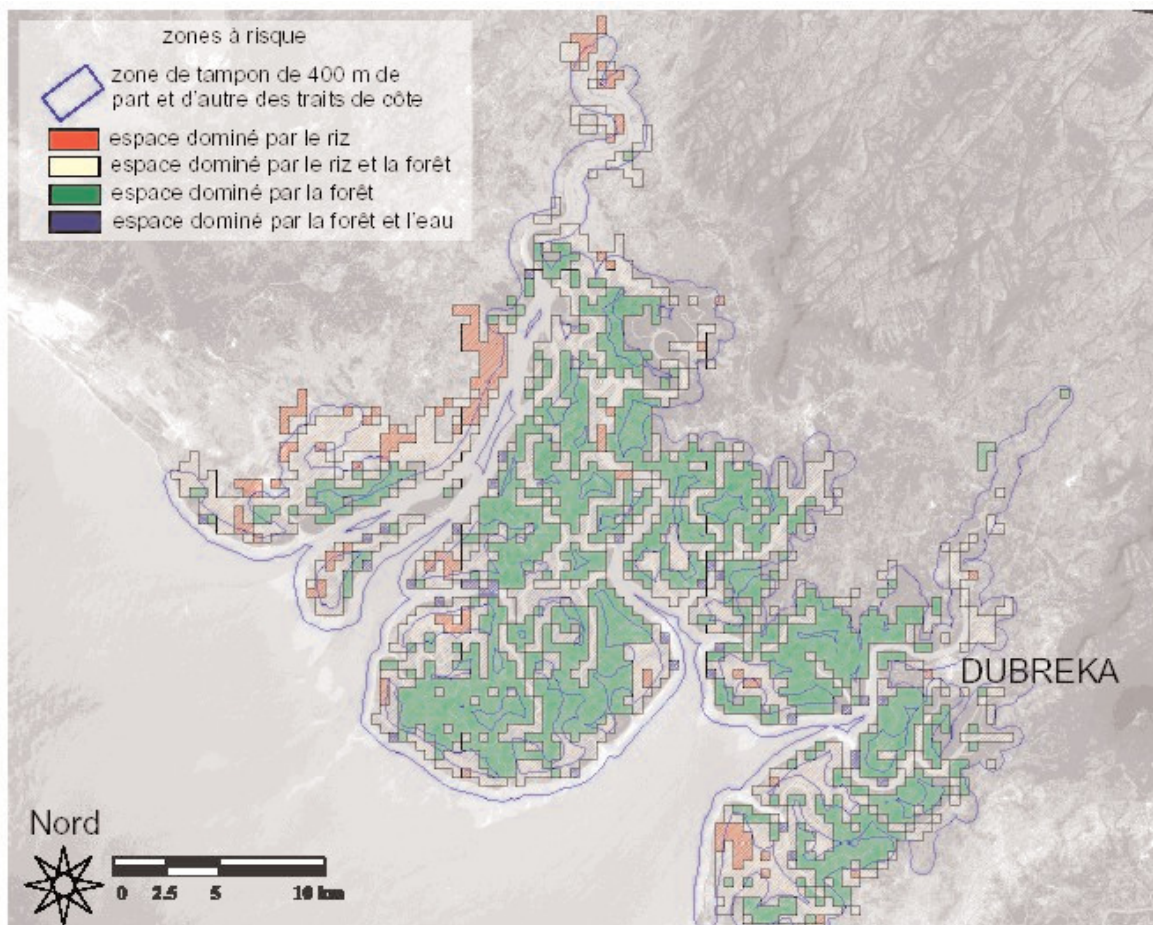 zones à risque
zone de tampon de 400 m de
part et d'autre des traits de côte
espace dominé par le riz
espace dominé par le riz et la forêt
espace dominé par la forêt
espace dominé par la forêt et l'eau
DUBREKA
Nord
0 2.5 5 10 km